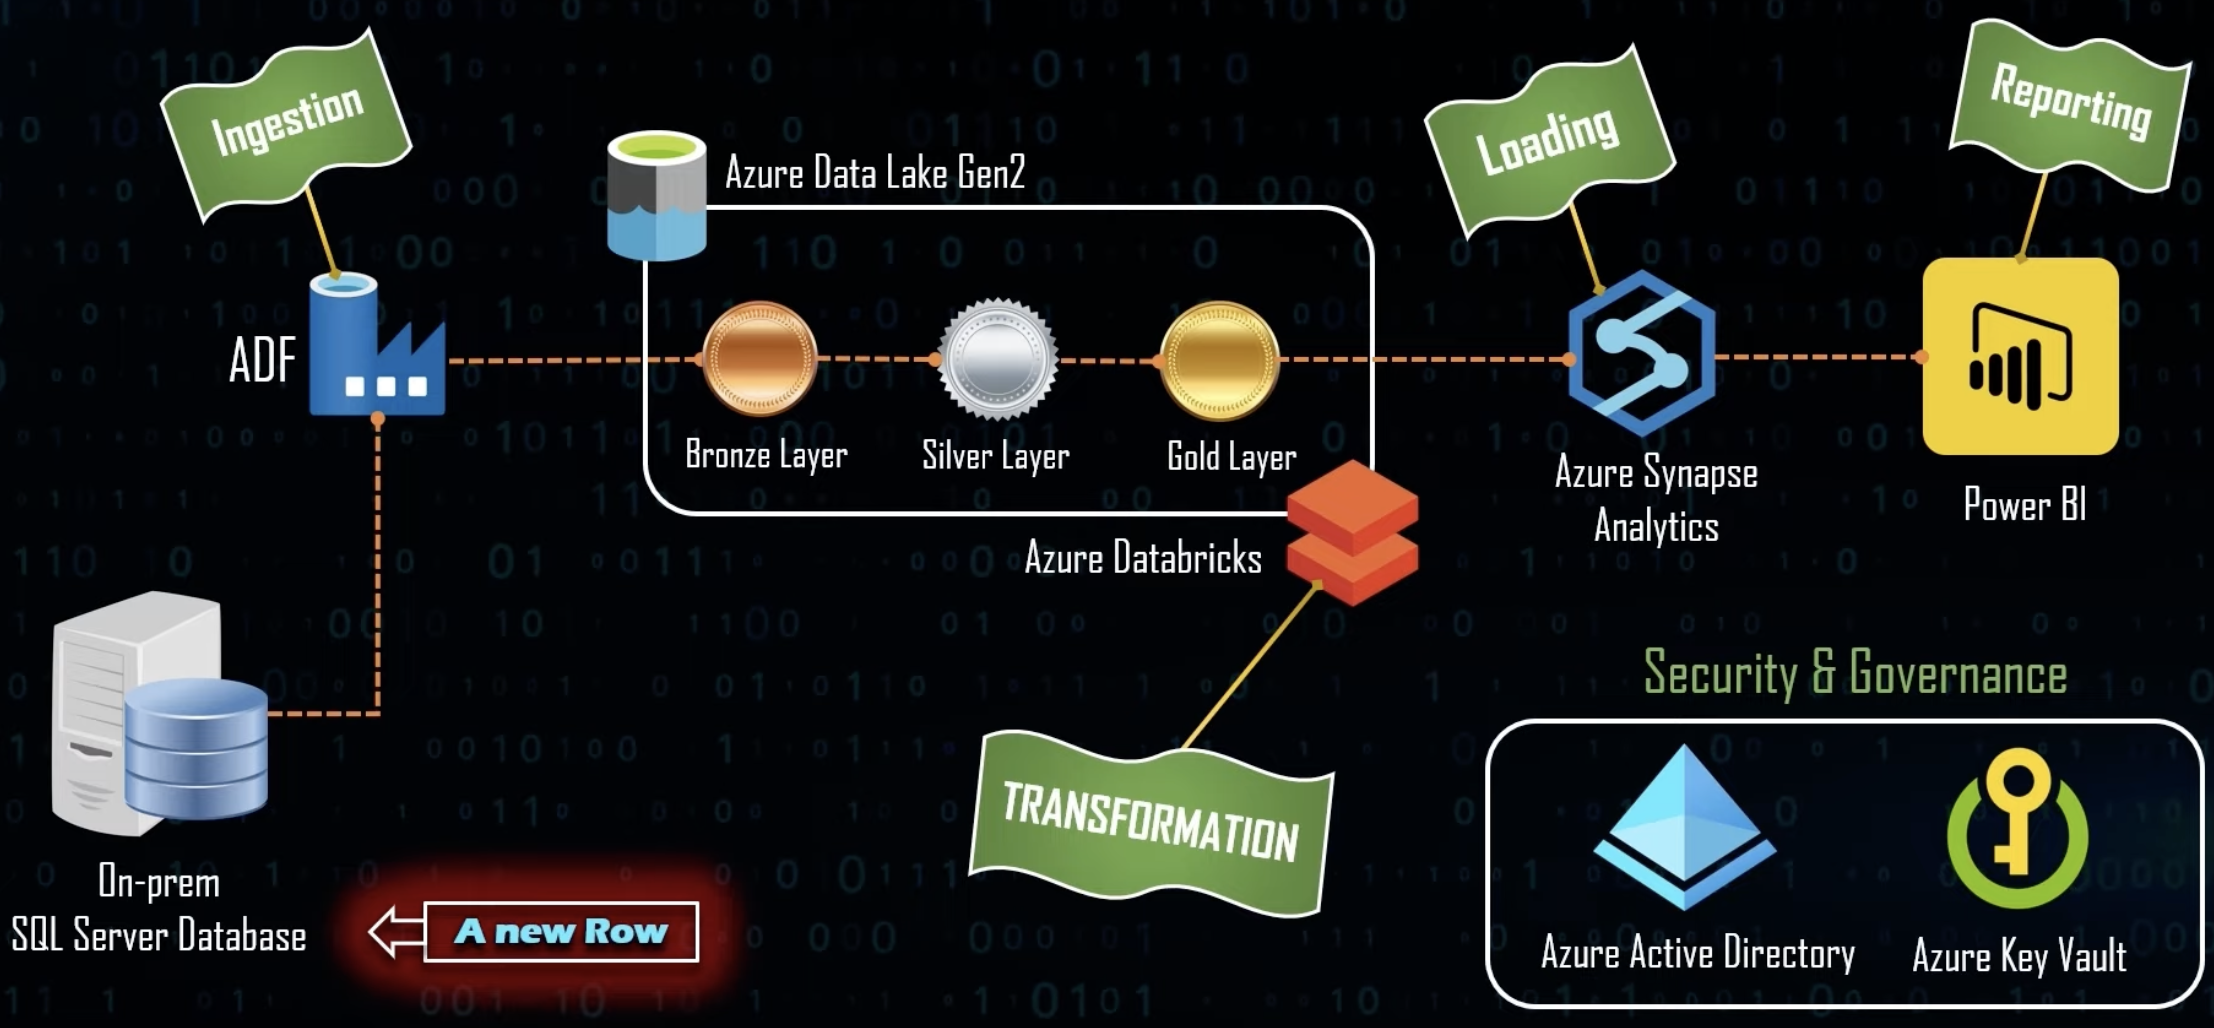 Ingestion
Loading
Reporting
Azure Data Lake Gen2
ADF
Bronze Layer
Silver Layer
Gold Layer
Azure Synapse
Analytics
Power BI
Azure Databricks
TRANSFORMATION
On-prem
SQL Server Database
A new Row
Security & Governance
Azure Active Directory
Azure Key Vault